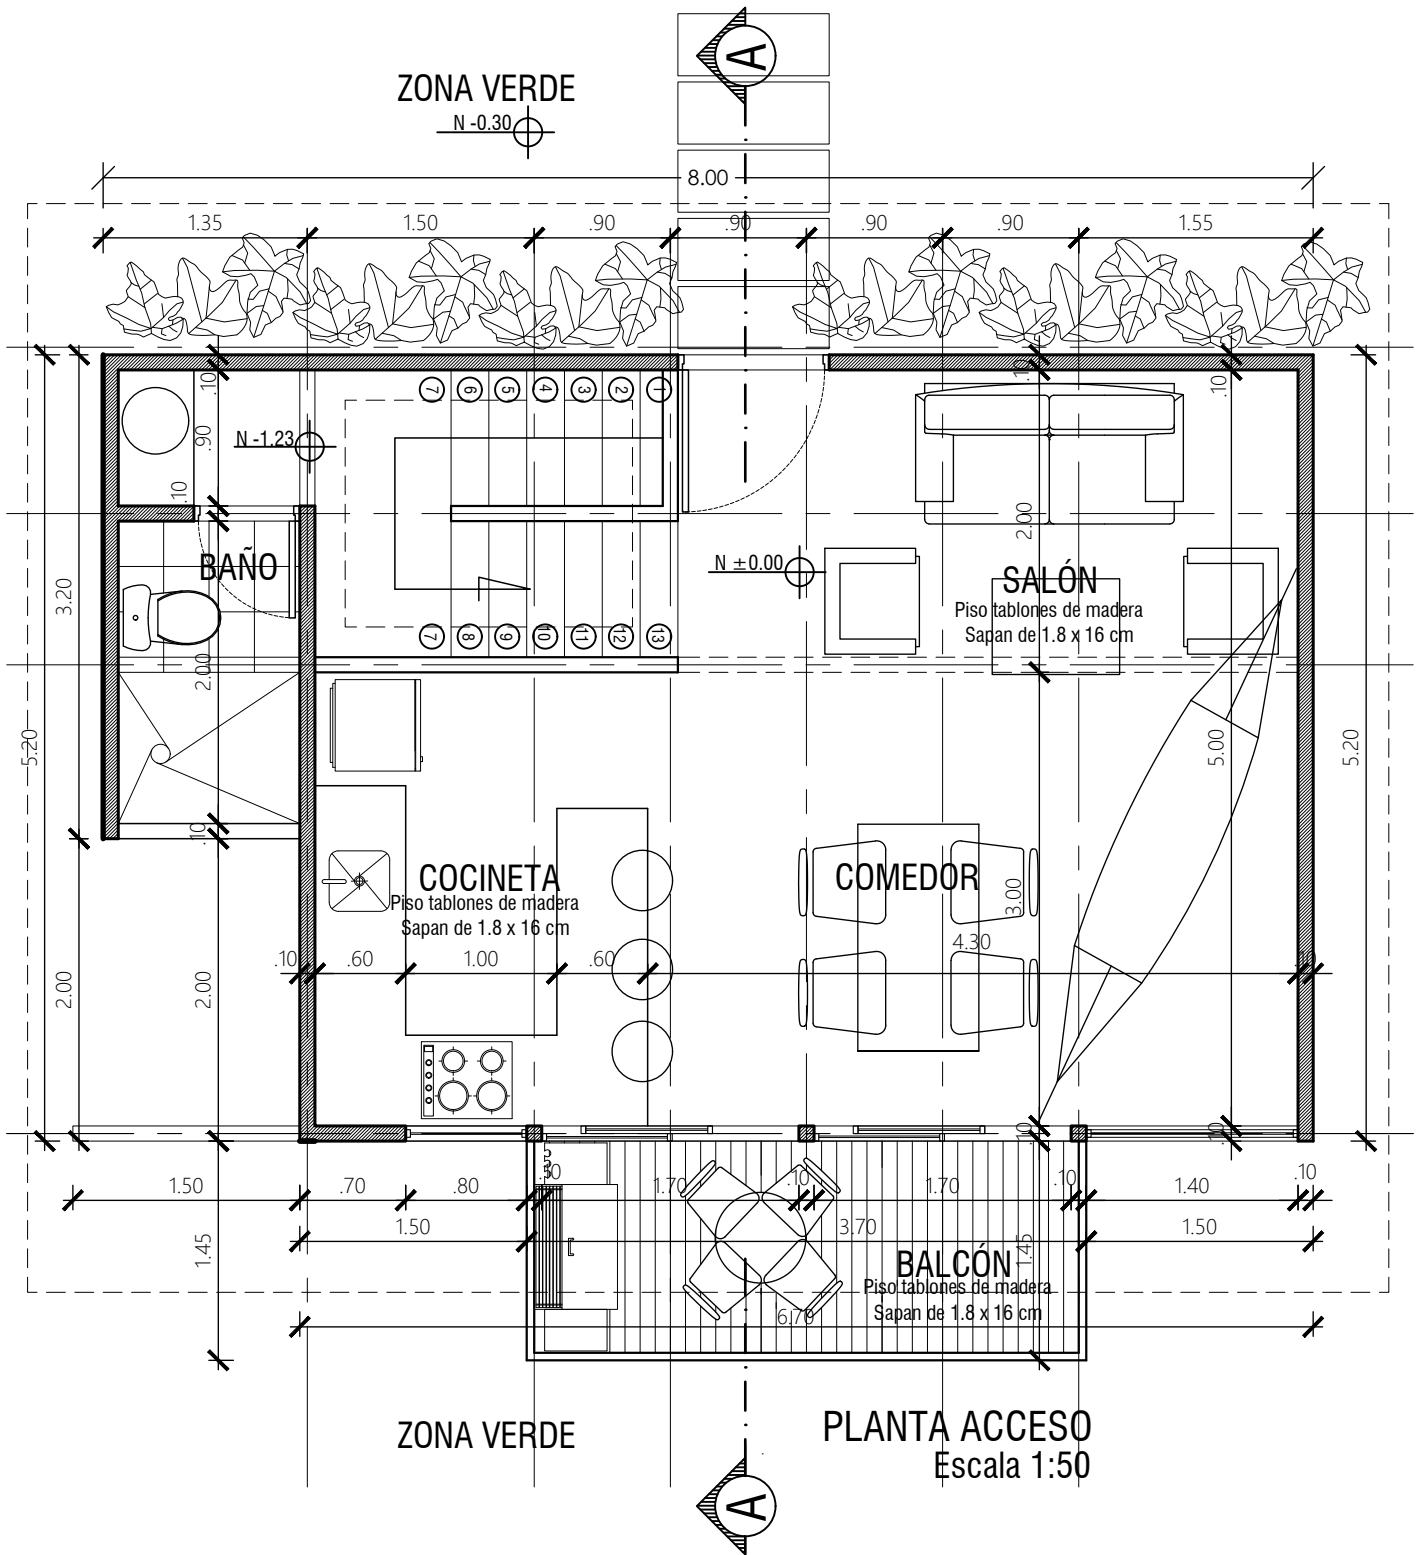 A
ZONA VERDE
N -0.30
8.00
1.35
1.50
.90
.90
.90
.90
1.55
.10
.10
.10
7
6
5
4
3
2
1
N -1.23
.90
.10
2.00
N ±0.00
BAÑO
SALÓN
Piso tablones de madera
Sapan de 1.8 x 16 cm
3.20
7
8
9
10
11
12
13
2.00
5.20
5.00
5.20
.10
COCINETA
Piso tablones de madera
Sapan de 1.8 x 16 cm
COMEDOR
3.00
4.30
.10
.60
1.00
.60
2.00
2.00
.10
.10
1.50
.70
.80
1.70
.10
1.70
.10
1.40
.10
1.50
3.70
1.50
1.45
1.45
BALCÓN
Piso tablones de madera
Sapan de 1.8 x 16 cm
6.70
ZONA VERDE
PLANTA ACCESO
Escala 1:50
A